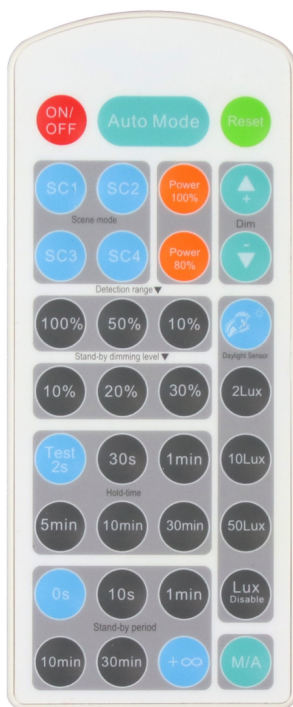 ON/
OFF
Auto Mode
Reset
SC1
SC2
Power
100%
+
Scene mode
Dim
SC3
SC4
Power
80%
-
Detection range▼
100%
50%
10%
Daylight Sensor
Stand-by dimming level▼
10%
20%
30%
2Lux
Test
2s
30s
1min
10Lux
Hold-time
5min
10min
30min
50Lux
0s
10s
1min
Lux
Disable
Stand-by period
10min
30min
+∞
M/A